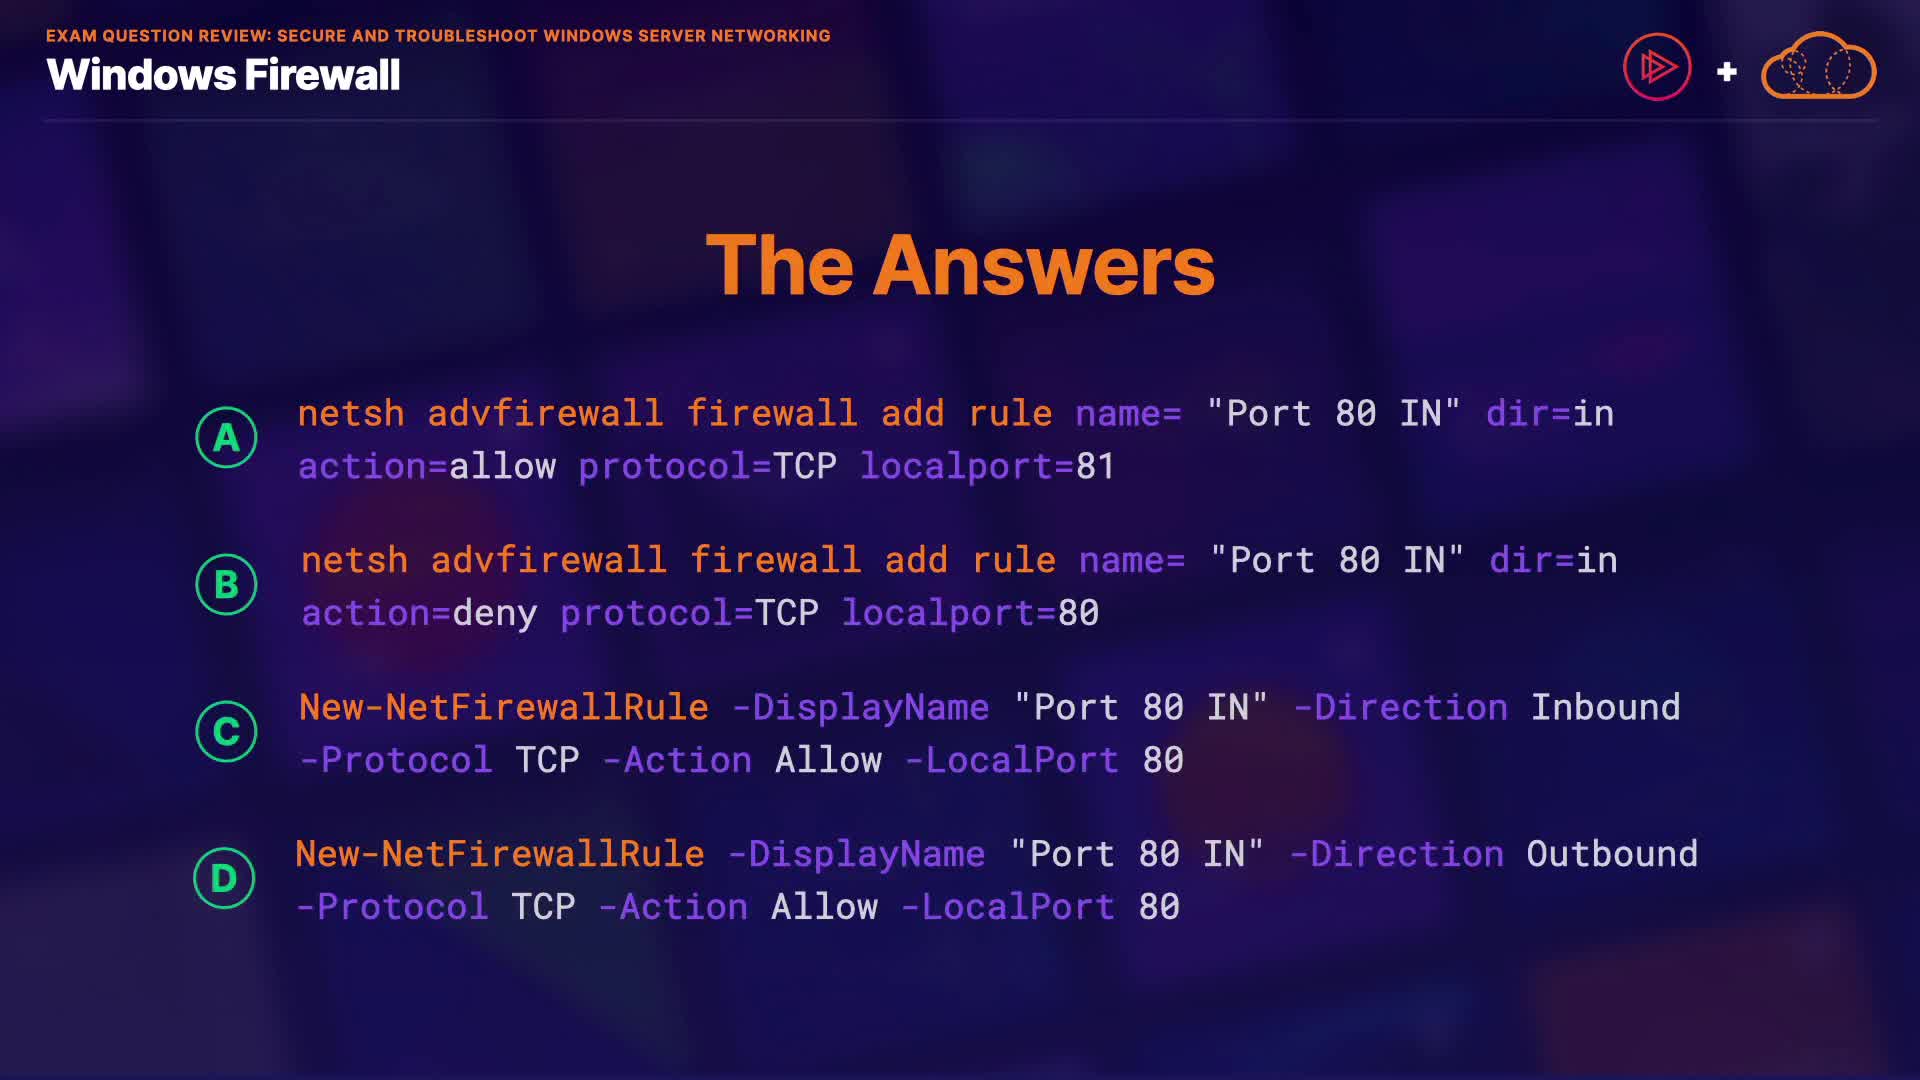 EXAM QUESTION REVIEW: SECURE AND TROUBLESHOOT WINDOWS SERVER NETWORKING
Windows Firewall
+
The Answers
A
netsh advfirewall firewall add rule name= "Port 80 IN" dir=in
action=allow protocol=TCP localport=81
B
netsh advfirewall firewall add rule name= "Port 80 IN" dir=in
action=deny protocol=TCP localport=80
C
New-NetFirewallRule -DisplayName "Port 80 IN" -Direction Inbound
-Protocol TCP -Action Allow -LocalPort 80
D
New-NetFirewallRule -DisplayName "Port 80 IN" -Direction Outbound
-Protocol TCP -Action Allow -LocalPort 80